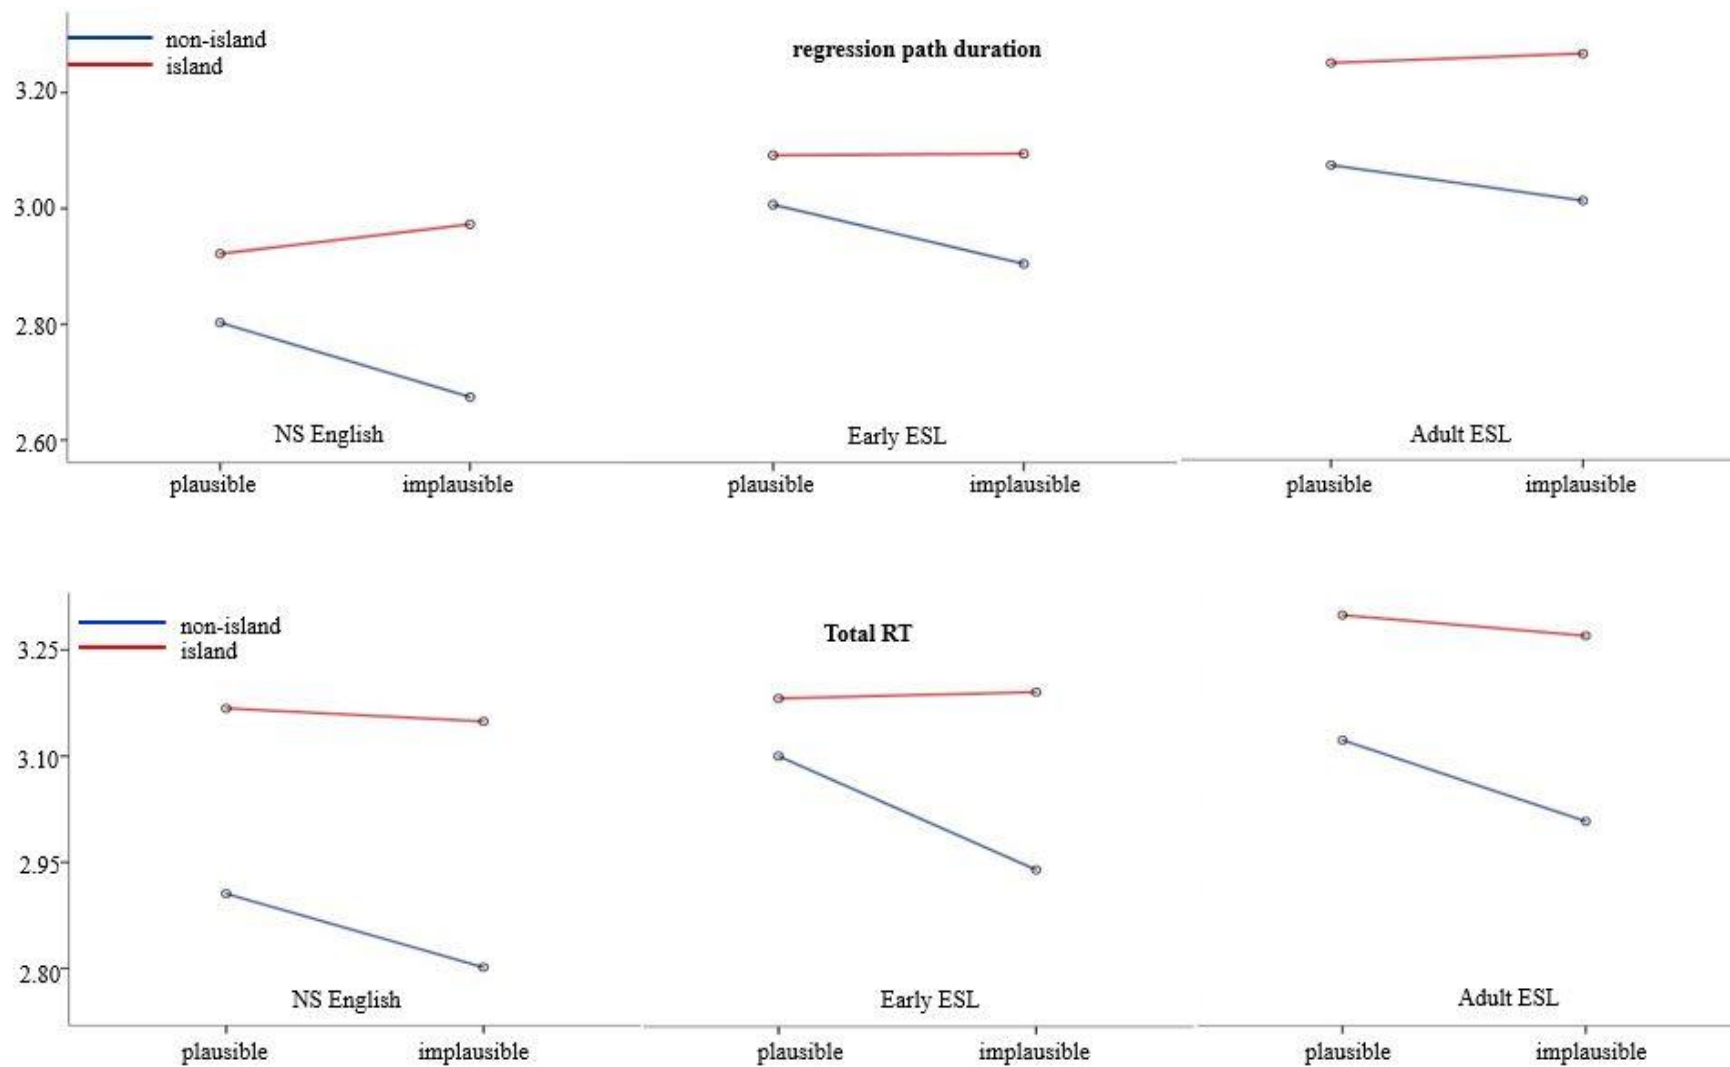 non-island
island
regression path duration
3.20
3.00
2.80
2.60
NS English
Early ESL
Adult ESL
plausible
implausible
plausible
implausible
plausible
implausible
non-island
island
Total RT
3.25
3.10
2.95
2.80
NS English
Early ESL
Adult ESL
plausible
implausible
plausible
implausible
plausible
implausible